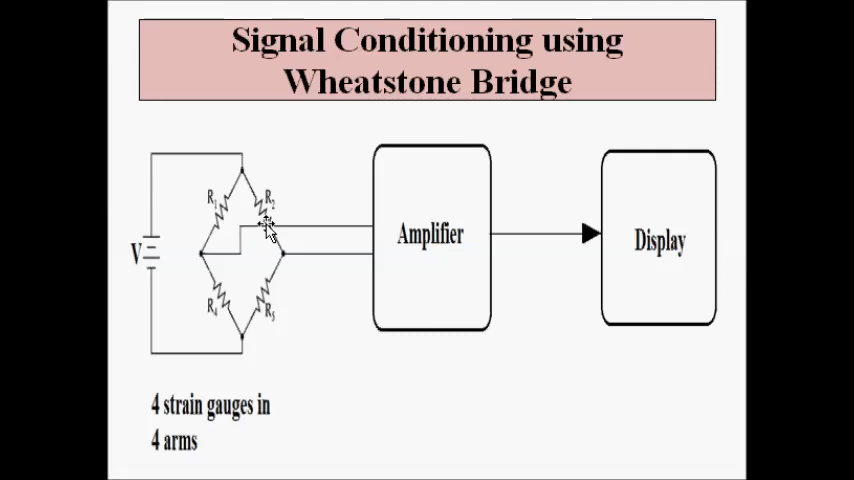 Signal Conditioning using
Wheatstone Bridge
R1
R2
Amplifier
Display
V
R4
R3
4 strain gauges in
4 arms